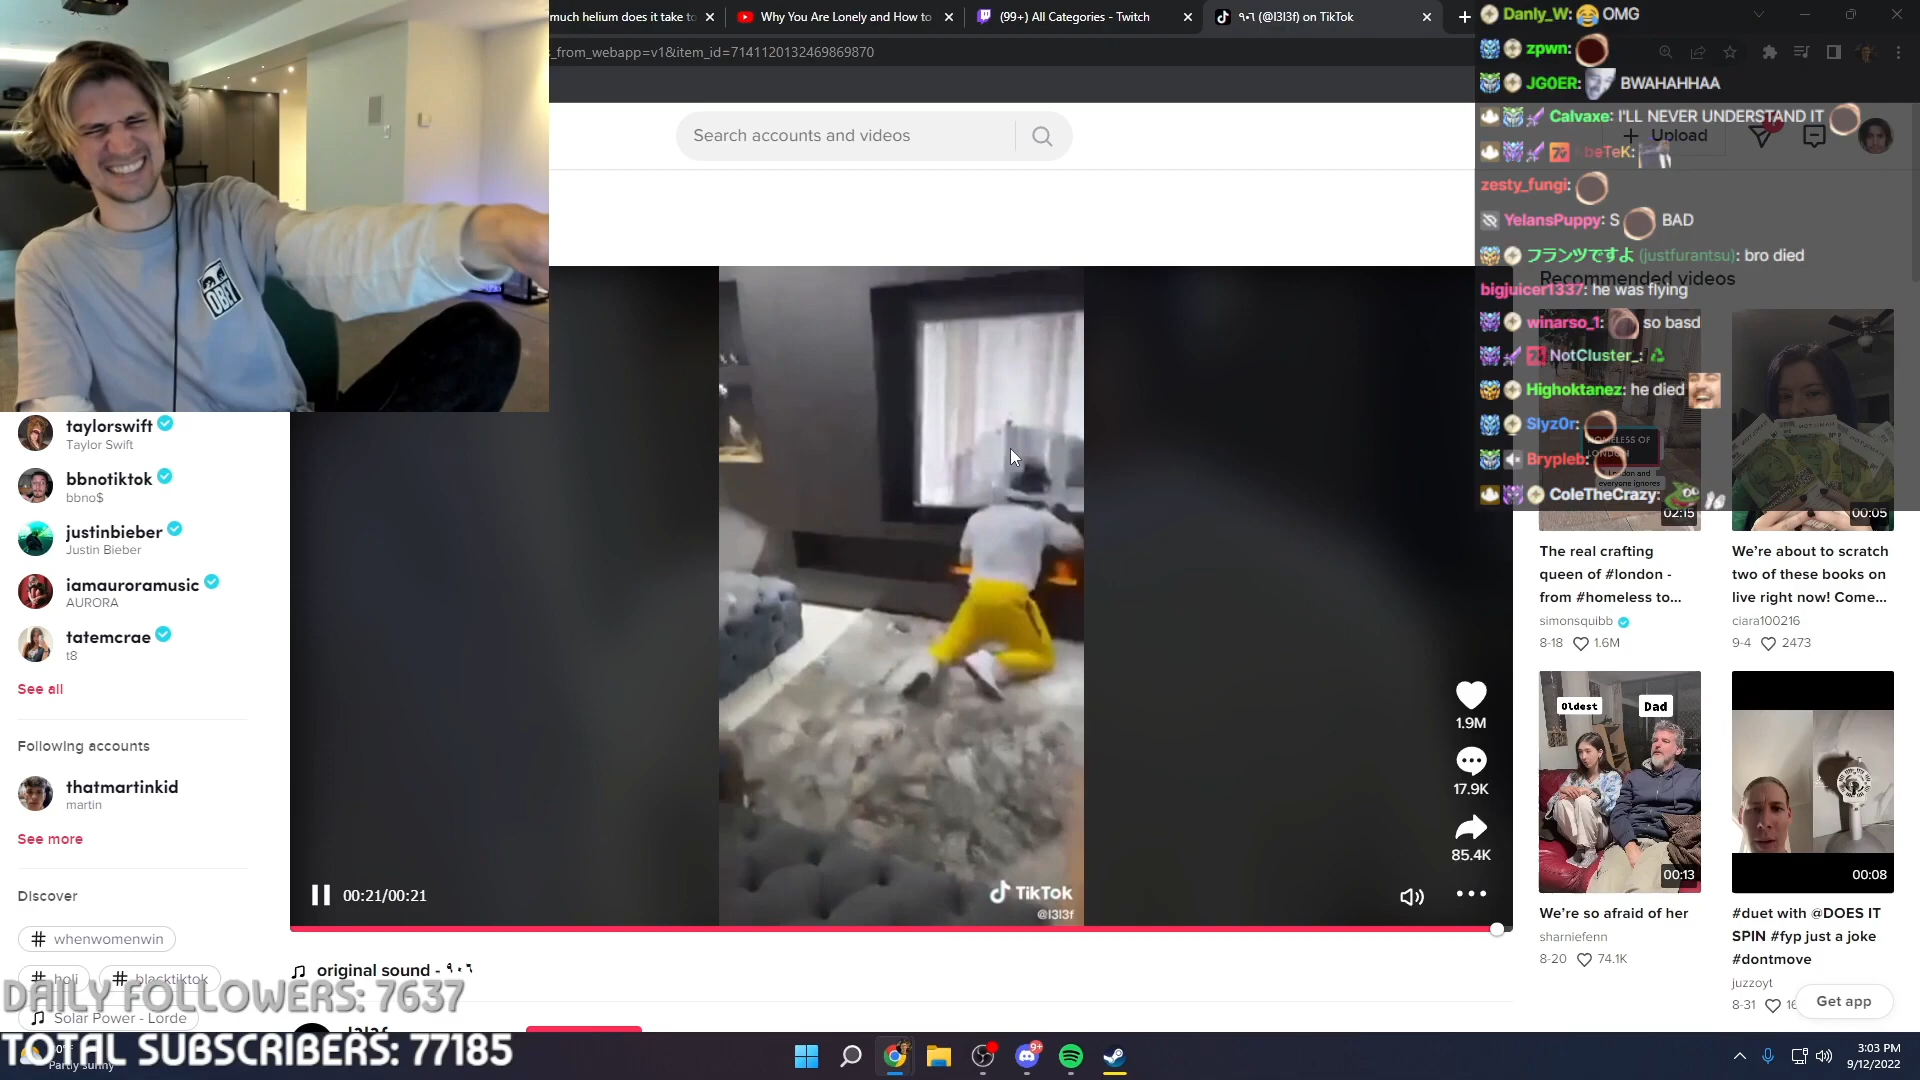 much helium does it take to
Why You Are Lonely and How to
(99+) All Categories - Twitch
٩٠٦ (@l3l3f) on TikTok
_from_webapp=v1&item_id=7141120132469869870
Search accounts and videos
Upload
Danly_W: OMG
zpwn:
JG0ER: BWAHAHHAA
Calvaxe: I'LL NEVER UNDERSTAND IT
beTeK:
zesty_fungi:
YelansPuppy: S BAD
フランツですよ (justfurantsu): bro died
Recommended videos
bigjuicer1337: he was flying
winarso_1: so basd
NotCluster_:
Highoktanez: he died
Slyz0r:
Brypleb:
ColeTheCrazy:
HOMELESS OF
LONDON
everyone ignores
02:15
00:05
OBEY
taylorswift
Taylor Swift
bbnotiktok
bbno$
justinbieber
Justin Bieber
iamauroramusic
AURORA
tatemcrae
t8
See all
Following accounts
thatmartinkid
martin
See more
Discover
# whenwomenwin
# holi
# blacktiktok
Solar Power - Lorde
1.9M
17.9K
85.4K
00:21/00:21
TikTok
@l3l3f
original sound - ٩٠٦
The real crafting
queen of #london -
from #homeless to...
simonsquibb
8-18 1.6M
We're about to scratch
two of these books on
live right now! Come...
ciara100216
9-4 2473
Oldest
Dad
00:13
00:08
We're so afraid of her
sharniefenn
8-20 74.1K
#duet with @DOES IT
SPIN #fyp just a joke
#dontmove
juzzoyt
8-31
Get app
DAILY FOLLOWERS: 7637
TOTAL SUBSCRIBERS: 77185
Partly sunny
9+
3:03 PM
9/12/2022